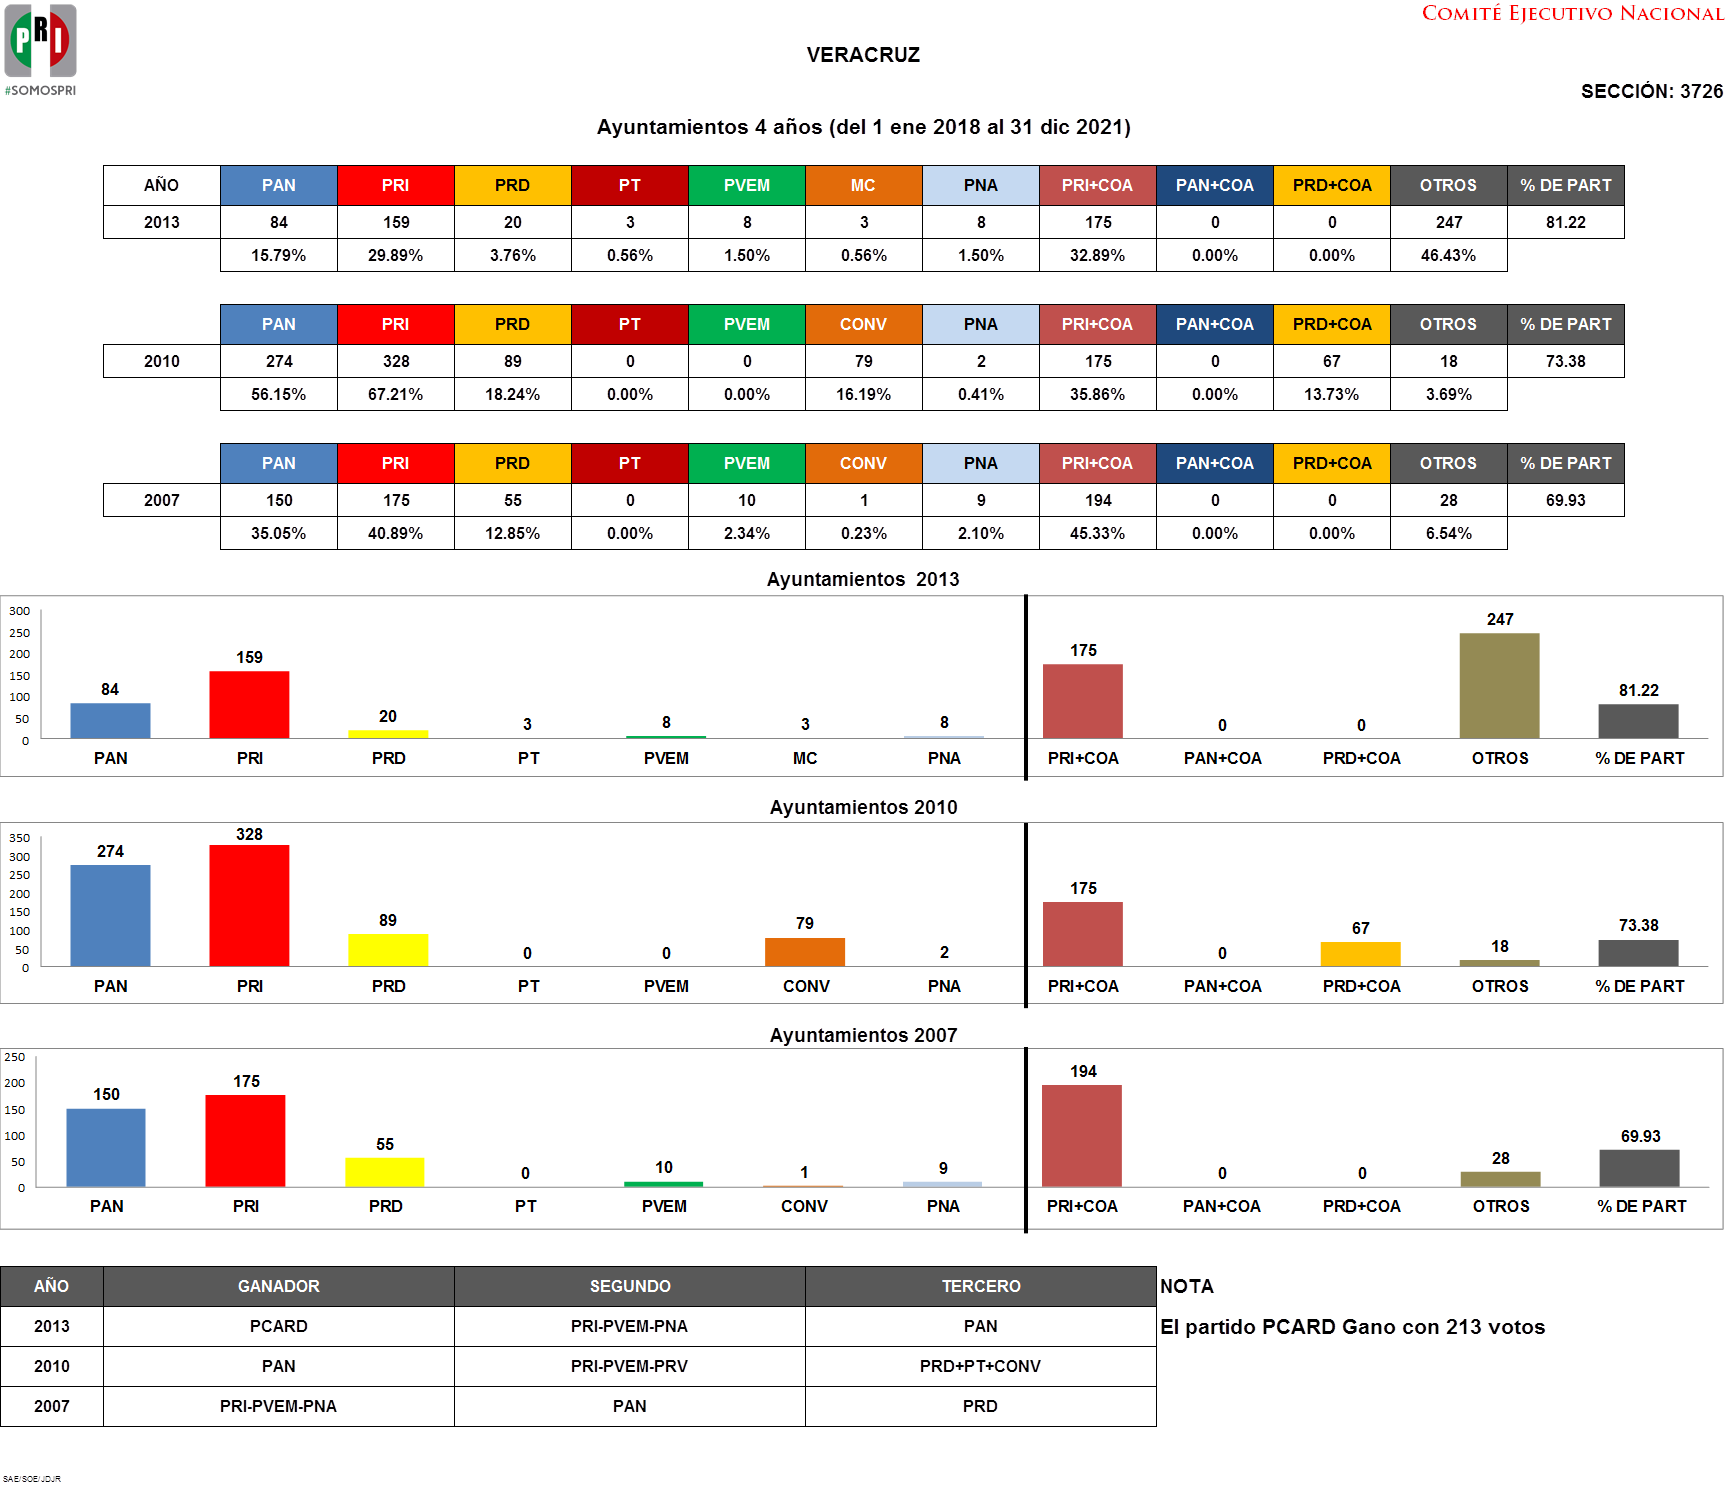 PRI
#SOMOSPRI
COMITÉ EJECUTIVO NACIONAL
VERACRUZ
SECCIÓN: 3726
Ayuntamientos 4 años (del 1 ene 2018 al 31 dic 2021)
AÑO PAN PRI PRD PT PVEM MC PNA PRI+COA PAN+COA PRD+COA OTROS % DE PART
2013 84 159 20 3 8 3 8 175 0 0 247 81.22
15.79% 29.89% 3.76% 0.56% 1.50% 0.56% 1.50% 32.89% 0.00% 0.00% 46.43%
PAN PRI PRD PT PVEM CONV PNA PRI+COA PAN+COA PRD+COA OTROS % DE PART
2010 274 328 89 0 0 79 2 175 0 67 18 73.38
56.15% 67.21% 18.24% 0.00% 0.00% 16.19% 0.41% 35.86% 0.00% 13.73% 3.69%
PAN PRI PRD PT PVEM CONV PNA PRI+COA PAN+COA PRD+COA OTROS % DE PART
2007 150 175 55 0 10 1 9 194 0 0 28 69.93
35.05% 40.89% 12.85% 0.00% 2.34% 0.23% 2.10% 45.33% 0.00% 0.00% 6.54%
Ayuntamientos 2013
300
250
200
150
100
50
0
84 159 20 3 8 3 8 175 0 0 247 81.22
PAN PRI PRD PT PVEM MC PNA PRI+COA PAN+COA PRD+COA OTROS % DE PART
Ayuntamientos 2010
350
300
250
200
150
100
50
0
274 328 89 0 0 79 2 175 0 67 18 73.38
PAN PRI PRD PT PVEM CONV PNA PRI+COA PAN+COA PRD+COA OTROS % DE PART
Ayuntamientos 2007
250
200
150
100
50
0
150 175 55 0 10 1 9 194 0 0 28 69.93
PAN PRI PRD PT PVEM CONV PNA PRI+COA PAN+COA PRD+COA OTROS % DE PART
AÑO GANADOR SEGUNDO TERCERO NOTA
2013 PCARD PRI-PVEM-PNA PAN El partido PCARD Gano con 213 votos
2010 PAN PRI-PVEM-PRV PRD+PT+CONV
2007 PRI-PVEM-PNA PAN PRD
SAE/SOE/JDJR